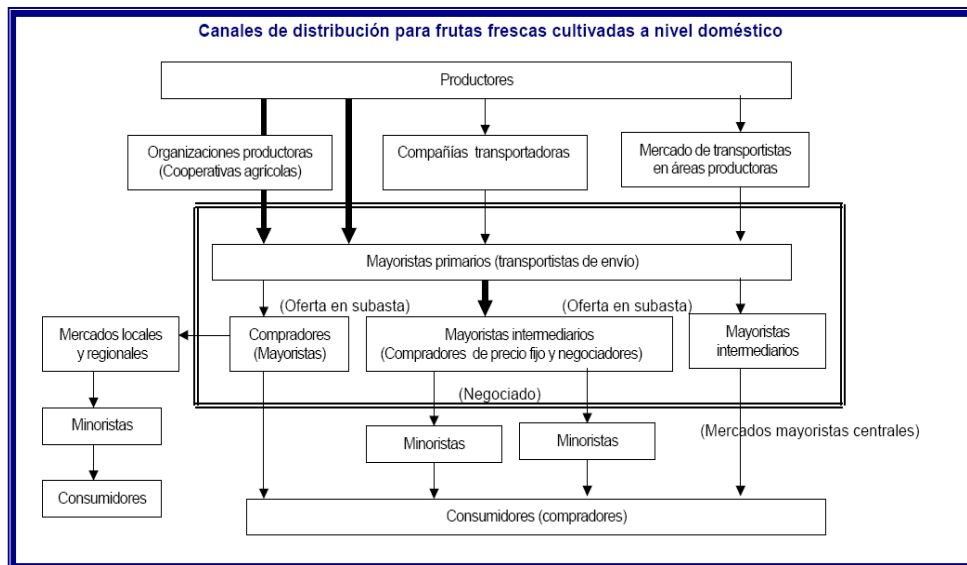 Canales de distribución para frutas frescas cultivadas a nivel doméstico
Productores
Organizaciones productoras
(Cooperativas agrícolas)
Compañías transportadoras
Mercado de transportistas
en áreas productoras
Mayoristas primarios (transportistas de envío)
(Oferta en subasta)
(Oferta en subasta)
Mercados locales
y regionales
Compradores
(Mayoristas)
Mayoristas intermediarios
(Compradores de precio fijo y negociadores)
Mayoristas
intermediarios
(Negociado)
Minoristas
Minoristas
Minoristas
(Mercados mayoristas centrales)
Consumidores
Consumidores (compradores)